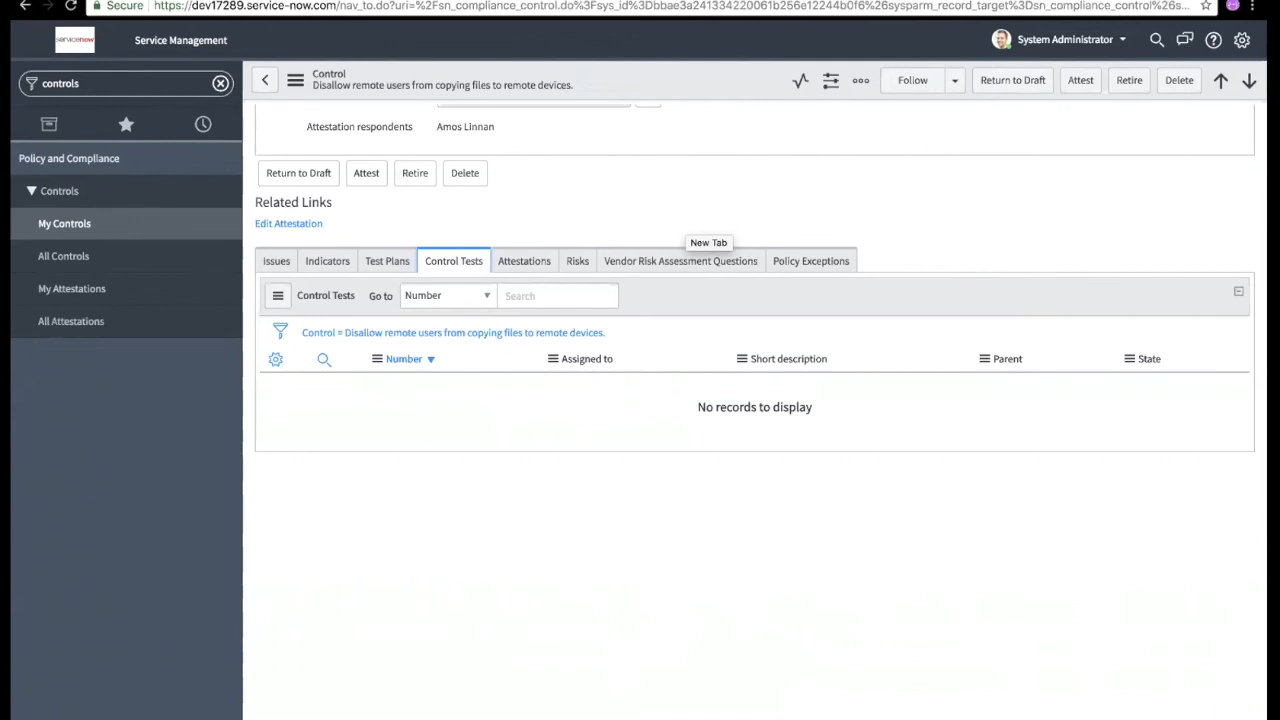 Secure https://dev17289.service-now.com/nav_to.do?uri=%2Fsn_compliance_control.do%3Fsys_id%3Dbbae3a241334220061b256e12244b0f6%26sysparm_record_target%3Dsn_compliance_control%26s...
servicenow Service Management System Administrator
controls
Control
Disallow remote users from copying files to remote devices.
Follow Return to Draft Attest Retire Delete
Policy and Compliance
Controls
My Controls
All Controls
My Attestations
All Attestations
Attestation respondents Amos Linnan
Return to Draft Attest Retire Delete
Related Links
Edit Attestation
New Tab
Issues Indicators Test Plans Control Tests Attestations Risks Vendor Risk Assessment Questions Policy Exceptions
Control Tests Go to Number Search
Control = Disallow remote users from copying files to remote devices.
Number Assigned to Short description Parent State
No records to display